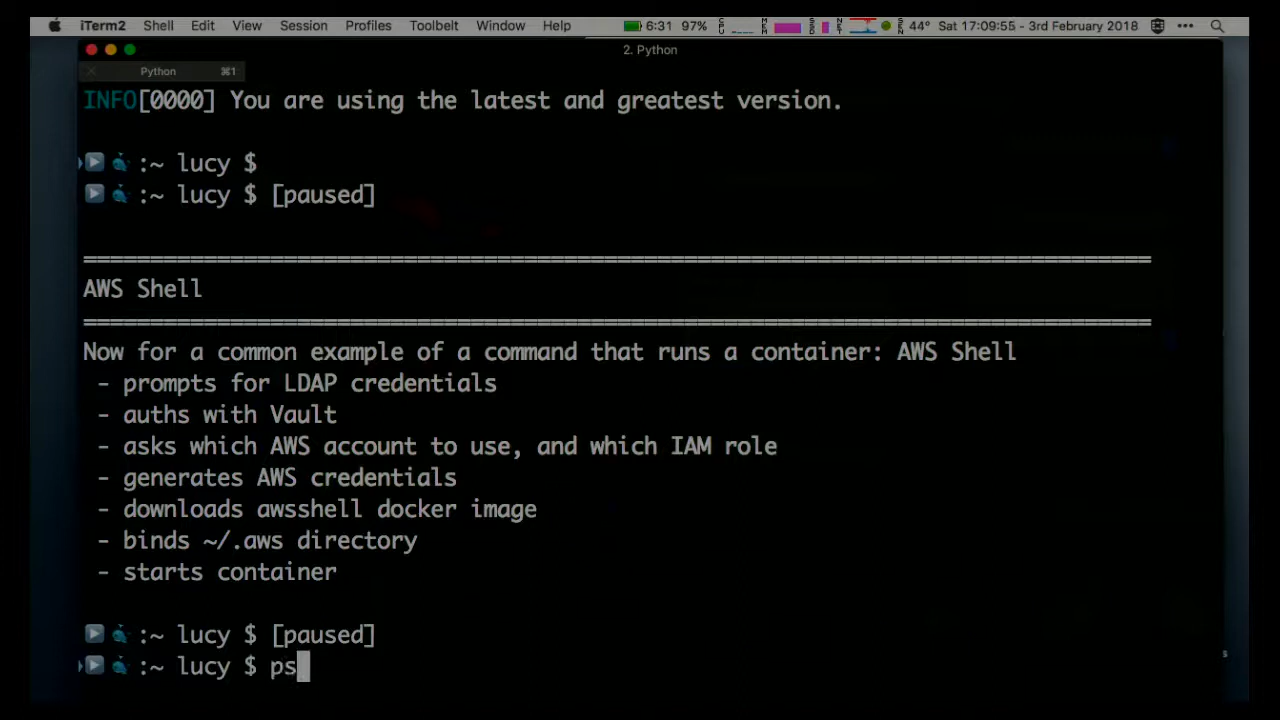 iTerm2 Shell Edit View Session Profiles Toolbelt Window Help 6:31 97% 44° Sat 17:09:55 - 3rd February 2018
2. Python
Python ⌘1
INFO[0000] You are using the latest and greatest version.
:~ lucy $
:~ lucy $ [paused]
AWS Shell
Now for a common example of a command that runs a container: AWS Shell
- prompts for LDAP credentials
- auths with Vault
- asks which AWS account to use, and which IAM role
- generates AWS credentials
- downloads awsshell docker image
- binds ~/.aws directory
- starts container
:~ lucy $ [paused]
:~ lucy $ ps